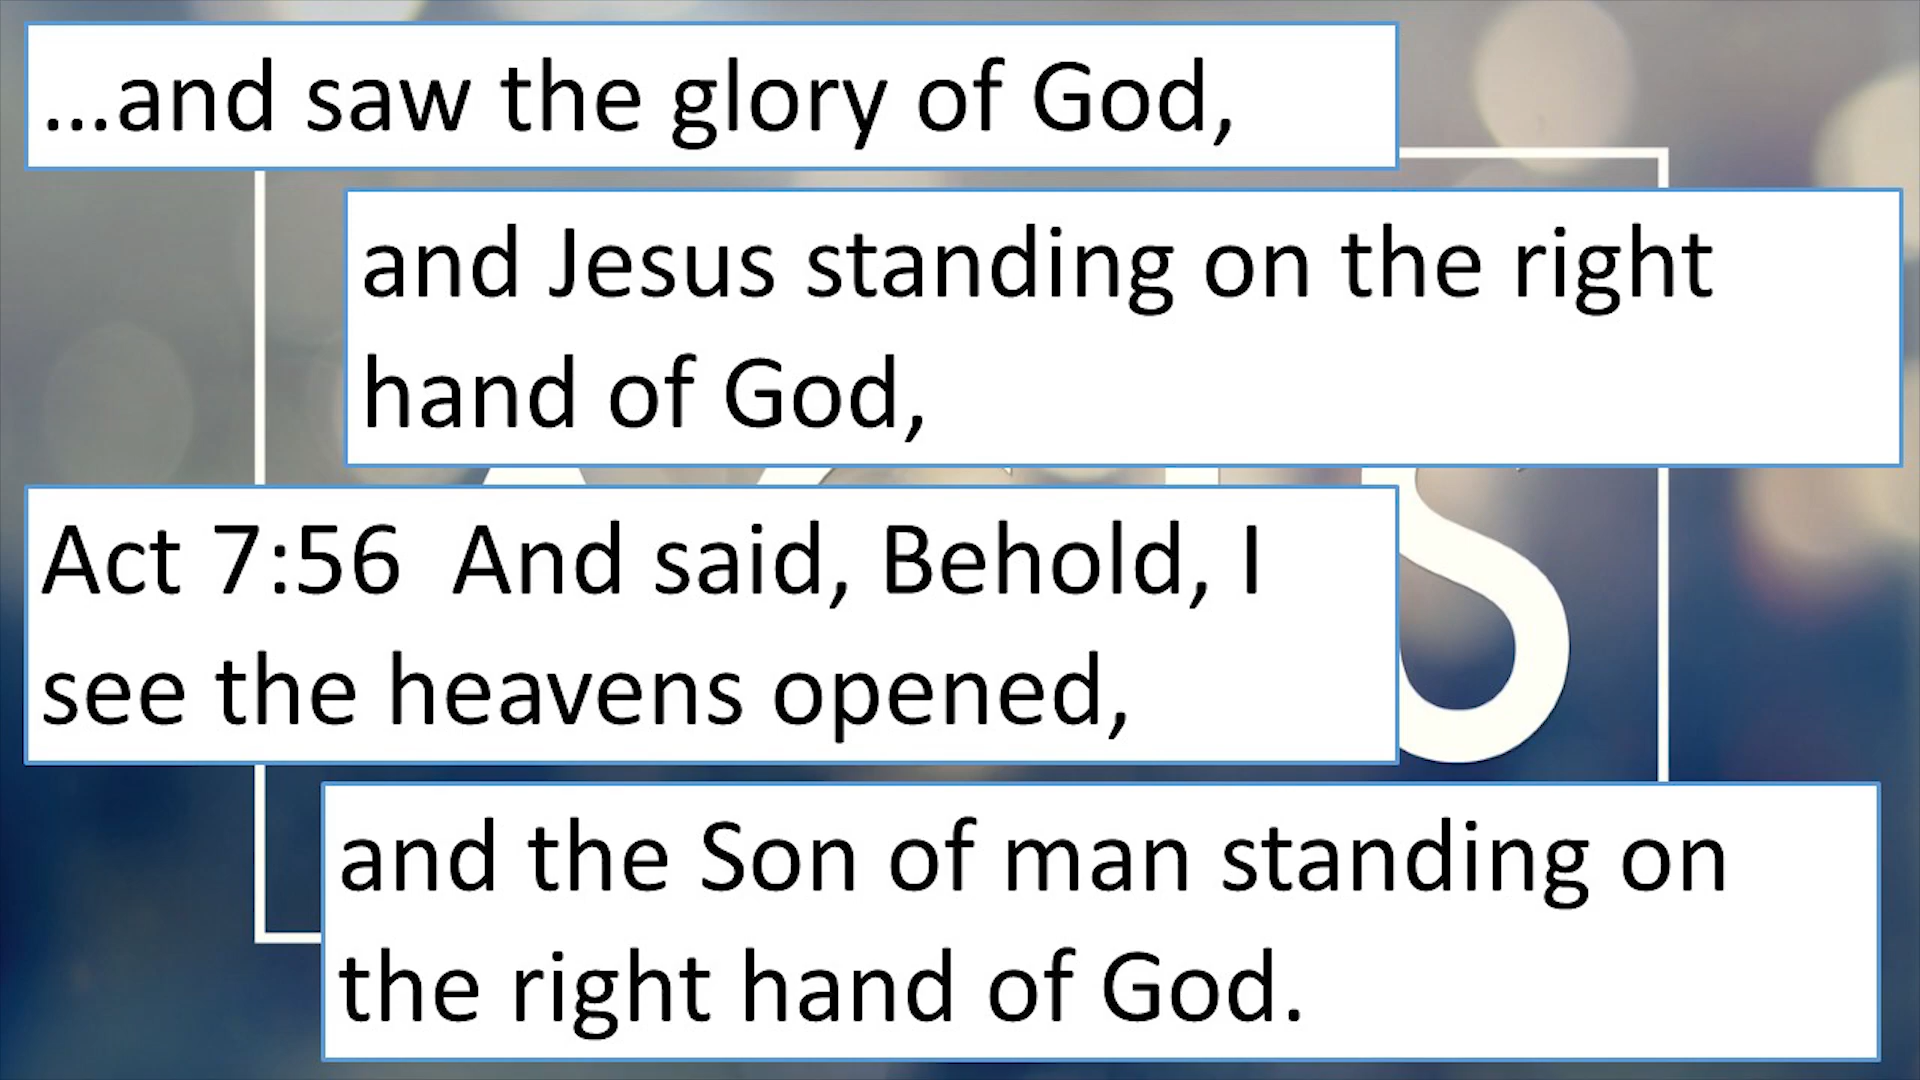 ...and saw the glory of God,
and Jesus standing on the right
hand of God,
Act 7:56  And said, Behold, I
see the heavens opened,
and the Son of man standing on
the right hand of God.